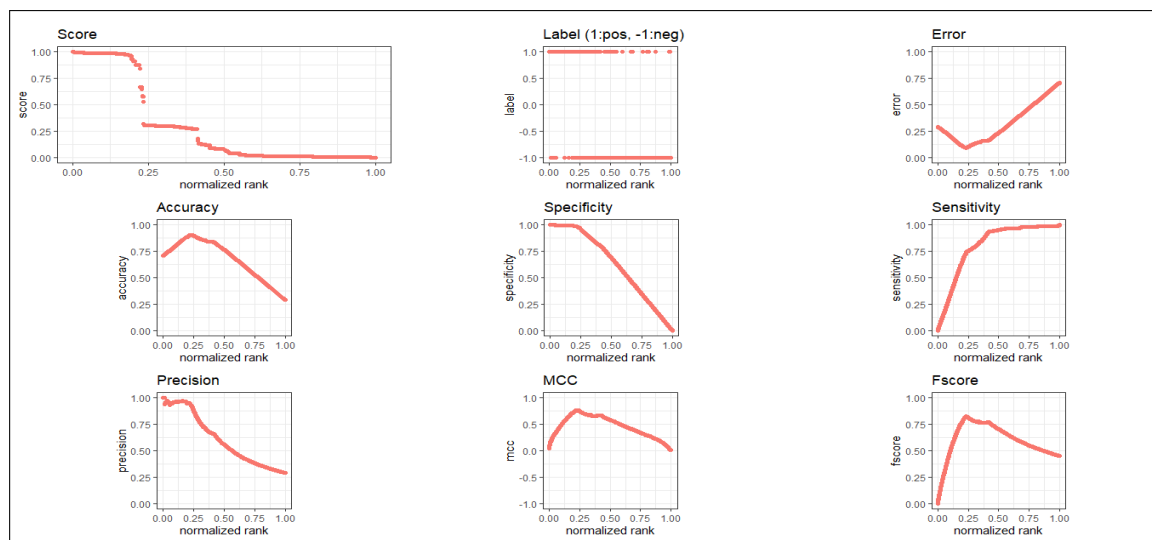 Score
score
1.00
0.75
0.50
0.25
0.00
0.00 0.25 0.50 0.75 1.00
normalized rank
Label (1:pos, -1:neg)
label
1.0
0.5
0.0
-0.5
-1.0
0.00 0.25 0.50 0.75 1.00
normalized rank
Error
error
1.00
0.75
0.50
0.25
0.00
0.00 0.25 0.50 0.75 1.00
normalized rank
Accuracy
accuracy
1.00
0.75
0.50
0.25
0.00
0.00 0.25 0.50 0.75 1.00
normalized rank
Specificity
specificity
1.00
0.75
0.50
0.25
0.00
0.00 0.25 0.50 0.75 1.00
normalized rank
Sensitivity
sensitivity
1.00
0.75
0.50
0.25
0.00
0.00 0.25 0.50 0.75 1.00
normalized rank
Precision
precision
1.00
0.75
0.50
0.25
0.00
0.00 0.25 0.50 0.75 1.00
normalized rank
MCC
mcc
1.0
0.5
0.0
-0.5
-1.0
0.00 0.25 0.50 0.75 1.00
normalized rank
Fscore
fscore
1.00
0.75
0.50
0.25
0.00
0.00 0.25 0.50 0.75 1.00
normalized rank